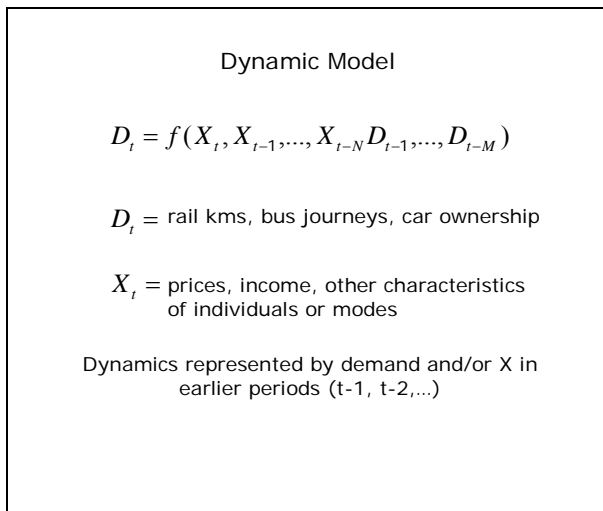 Dynamic Model
D_t = f(X_t, X_{t-1},..., X_{t-N} D_{t-1},..., D_{t-M})
D_t = rail kms, bus journeys, car ownership
X_t = prices, income, other characteristics
of individuals or modes
Dynamics represented by demand and/or X in
earlier periods (t-1, t-2,...)